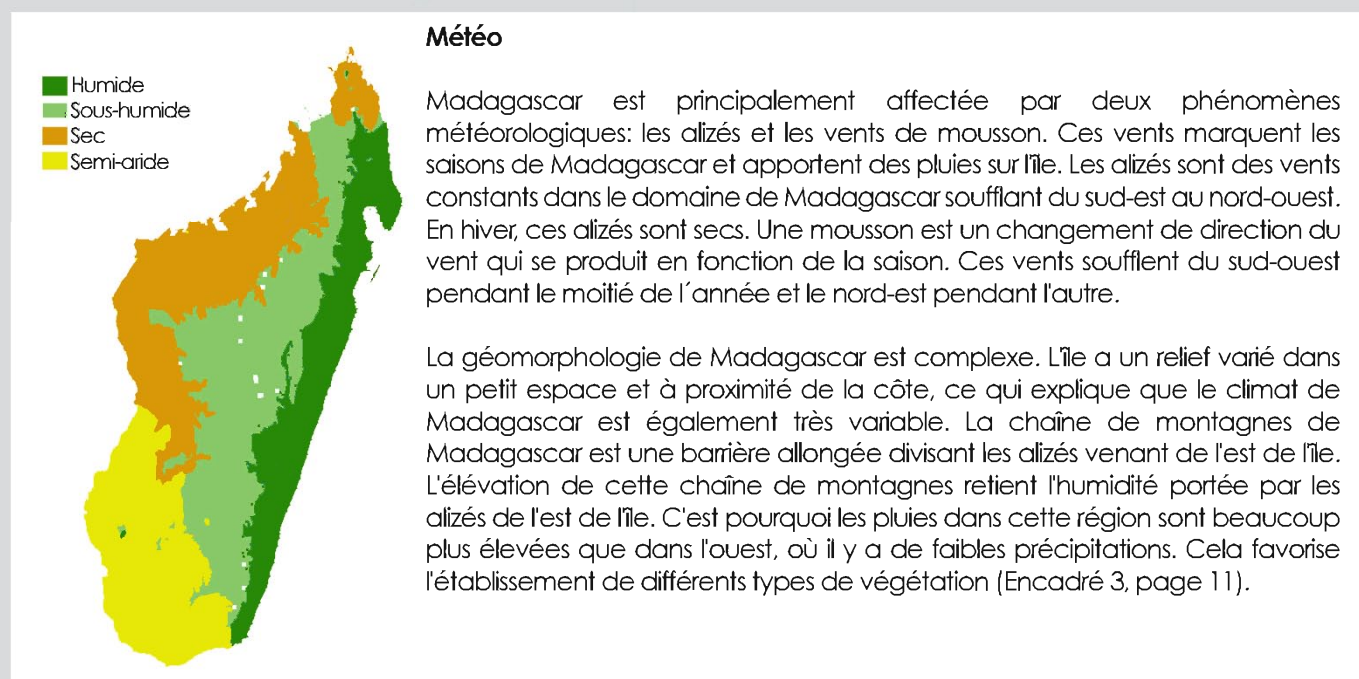 Météo
Humide
Sous-humide
Sec
Semi-aride
Madagascar est principalement affectée par deux phénomènes
météorologiques: les alizés et les vents de mousson. Ces vents marquent les
saisons de Madagascar et apportent des pluies sur l'île. Les alizés sont des vents
constants dans le domaine de Madagascar soufflant du sud-est au nord-ouest.
En hiver, ces alizés sont secs. Une mousson est un changement de direction du
vent qui se produit en fonction de la saison. Ces vents soufflent du sud-ouest
pendant le moitié de l´année et le nord-est pendant l'autre.
La géomorphologie de Madagascar est complexe. L'île a un relief varié dans
un petit espace et à proximité de la côte, ce qui explique que le climat de
Madagascar est également très variable. La chaîne de montagnes de
Madagascar est une barrière allongée divisant les alizés venant de l'est de l'île.
L'élévation de cette chaîne de montagnes retient l'humidité portée par les
alizés de l'est de l'île. C'est pourquoi les pluies dans cette région sont beaucoup
plus élevées que dans l'ouest, où il y a de faibles précipitations. Cela favorise
l'établissement de différents types de végétation (Encadré 3, page 11).